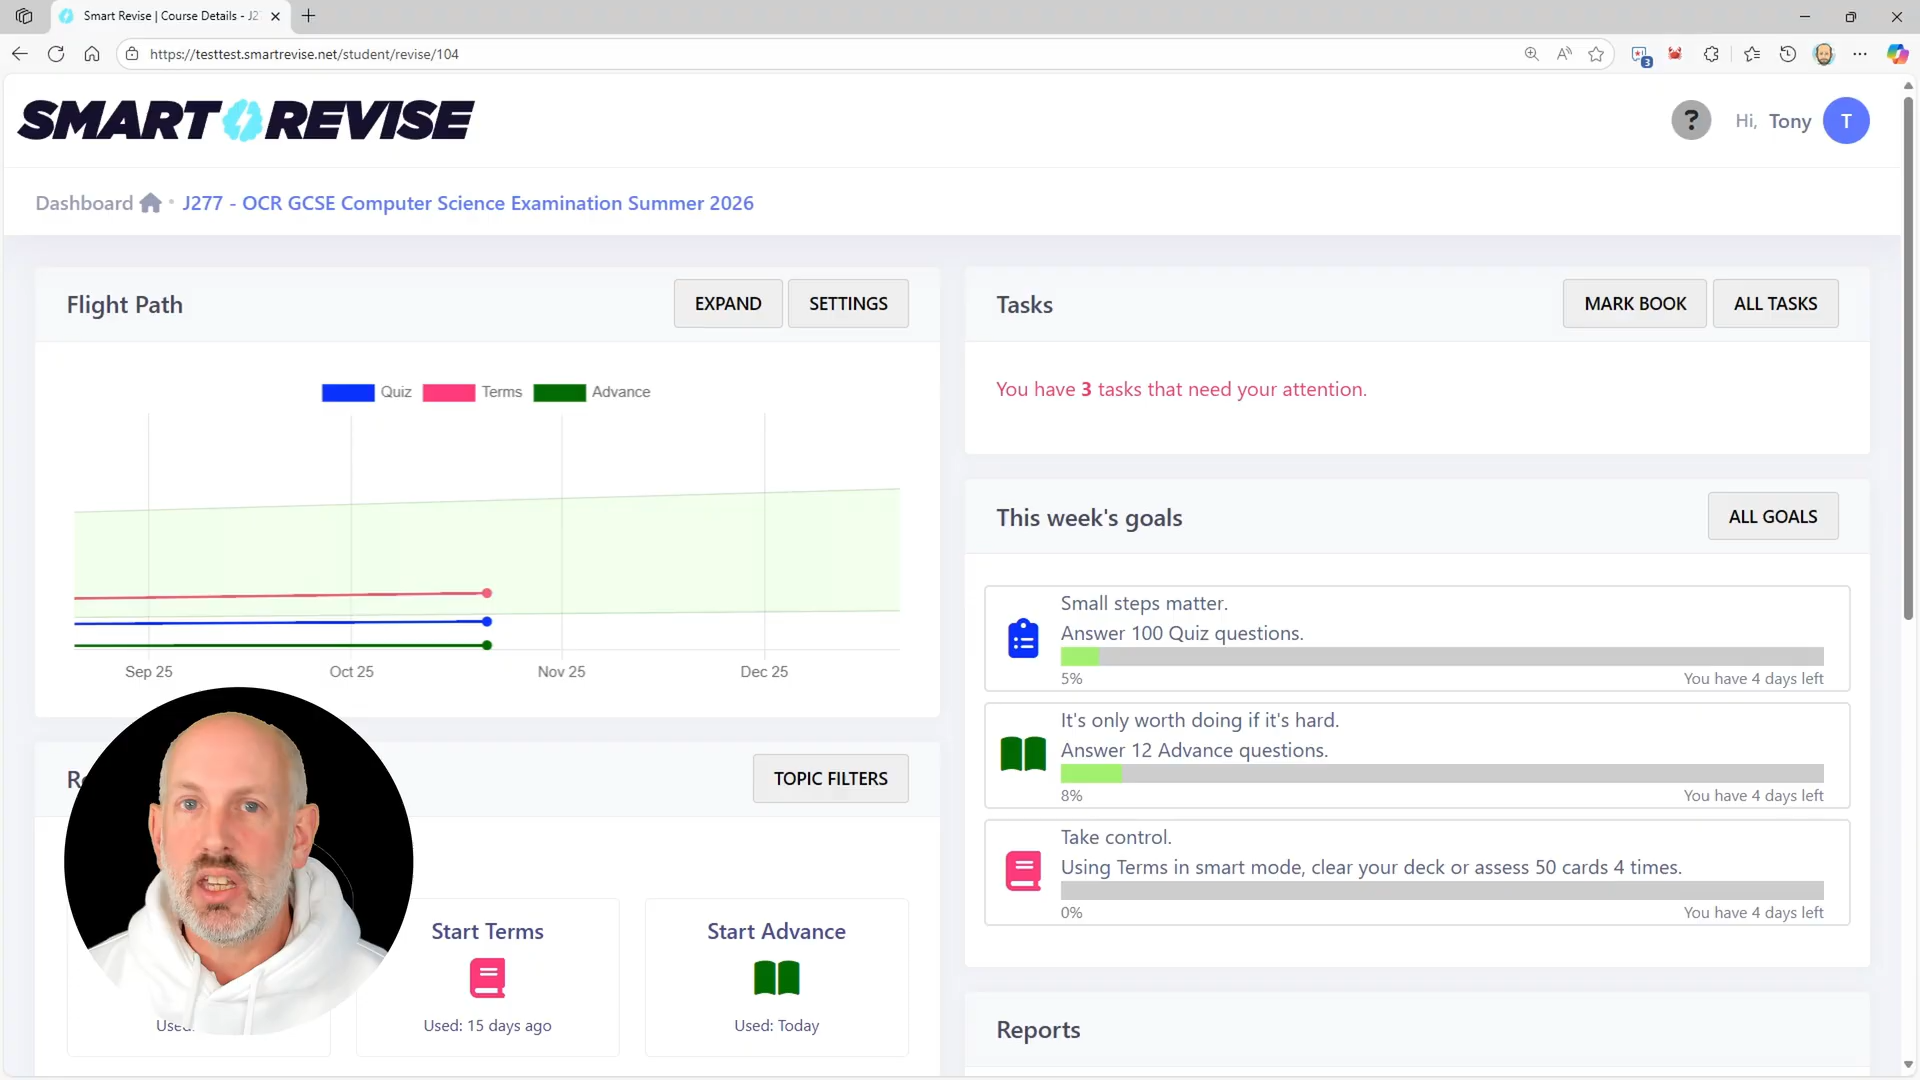 Smart Revise | Course Details - J2
https://testtest.smartrevise.net/student/revise/104
3
SMART REVISE
?
Hi, Tony
T
Dashboard • J277 - OCR GCSE Computer Science Examination Summer 2026
Flight Path
EXPAND
SETTINGS
Quiz
Terms
Advance
Sep 25
Oct 25
Nov 25
Dec 25
TOPIC FILTERS
Start Terms
Used: 15 days ago
Start Advance
Used: Today
Tasks
MARK BOOK
ALL TASKS
You have 3 tasks that need your attention.
This week's goals
ALL GOALS
Small steps matter.
Answer 100 Quiz questions.
5%
You have 4 days left
It's only worth doing if it's hard.
Answer 12 Advance questions.
8%
You have 4 days left
Take control.
Using Terms in smart mode, clear your deck or assess 50 cards 4 times.
0%
You have 4 days left
Reports